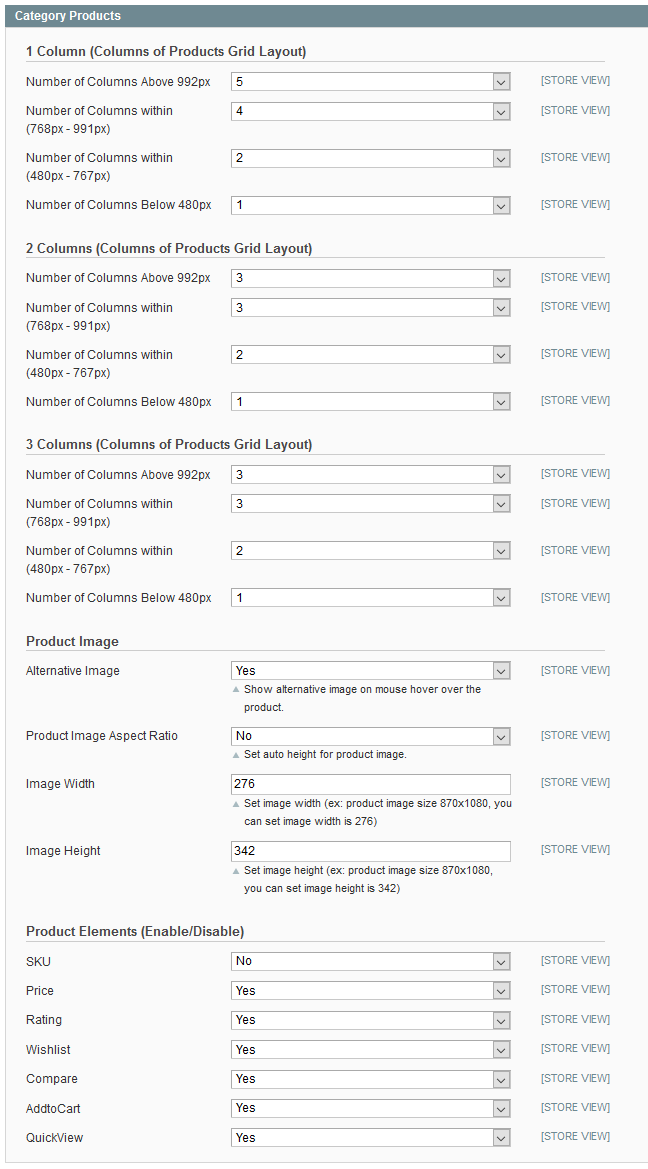 Category Products
1 Column (Columns of Products Grid Layout)
Number of Columns Above 992px 5 [STORE VIEW]
Number of Columns within 4 [STORE VIEW]
(768px - 991px)
Number of Columns within 2 [STORE VIEW]
(480px - 767px)
Number of Columns Below 480px 1 [STORE VIEW]
2 Columns (Columns of Products Grid Layout)
Number of Columns Above 992px 3 [STORE VIEW]
Number of Columns within 3 [STORE VIEW]
(768px - 991px)
Number of Columns within 2 [STORE VIEW]
(480px - 767px)
Number of Columns Below 480px 1 [STORE VIEW]
3 Columns (Columns of Products Grid Layout)
Number of Columns Above 992px 3 [STORE VIEW]
Number of Columns within 3 [STORE VIEW]
(768px - 991px)
Number of Columns within 2 [STORE VIEW]
(480px - 767px)
Number of Columns Below 480px 1 [STORE VIEW]
Product Image
Alternative Image Yes [STORE VIEW]
Show alternative image on mouse hover over the
product.
Product Image Aspect Ratio No [STORE VIEW]
Set auto height for product image.
Image Width 276 [STORE VIEW]
Set image width (ex: product image size 870x1080, you
can set image width is 276)
Image Height 342 [STORE VIEW]
Set image height (ex: product image size 870x1080,
you can set image height is 342)
Product Elements (Enable/Disable)
SKU No [STORE VIEW]
Price Yes [STORE VIEW]
Rating Yes [STORE VIEW]
Wishlist Yes [STORE VIEW]
Compare Yes [STORE VIEW]
AddtoCart Yes [STORE VIEW]
QuickView Yes [STORE VIEW]